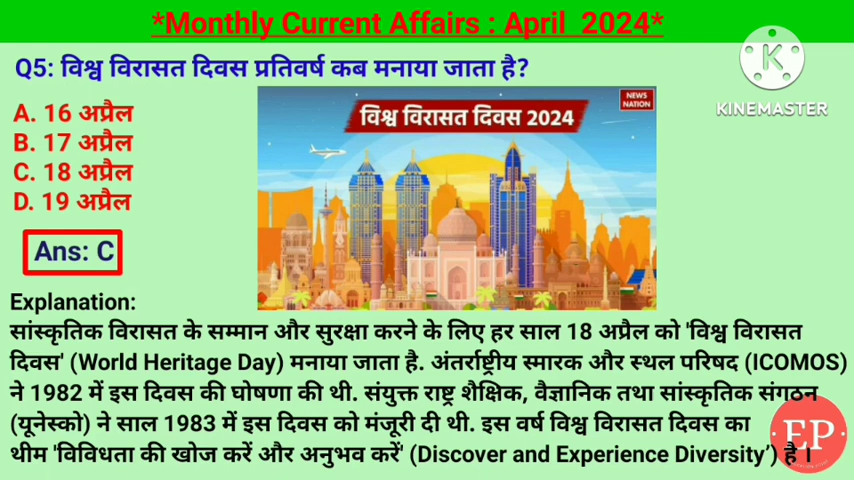 *Monthly Current Affairs : April 2024*
Q5: विश्व विरासत दिवस प्रतिवर्ष कब मनाया जाता है?
KINEMASTER
A. 16 अप्रैल
B. 17 अप्रैल
C. 18 अप्रैल
D. 19 अप्रैल
Ans: C
NEWS
NATION
विश्व विरासत दिवस 2024
Explanation:
सांस्कृतिक विरासत के सम्मान और सुरक्षा करने के लिए हर साल 18 अप्रैल को 'विश्व विरासत
दिवस' (World Heritage Day) मनाया जाता है. अंतर्राष्ट्रीय स्मारक और स्थल परिषद (ICOMOS)
ने 1982 में इस दिवस की घोषणा की थी. संयुक्त राष्ट्र शैक्षिक, वैज्ञानिक तथा सांस्कृतिक संगठन
(यूनेस्को) ने साल 1983 में इस दिवस को मंजूरी दी थी. इस वर्ष विश्व विरासत दिवस का
थीम 'विविधता की खोज करें और अनुभव करें' (Discover and Experience Diversity’) है ।
EP